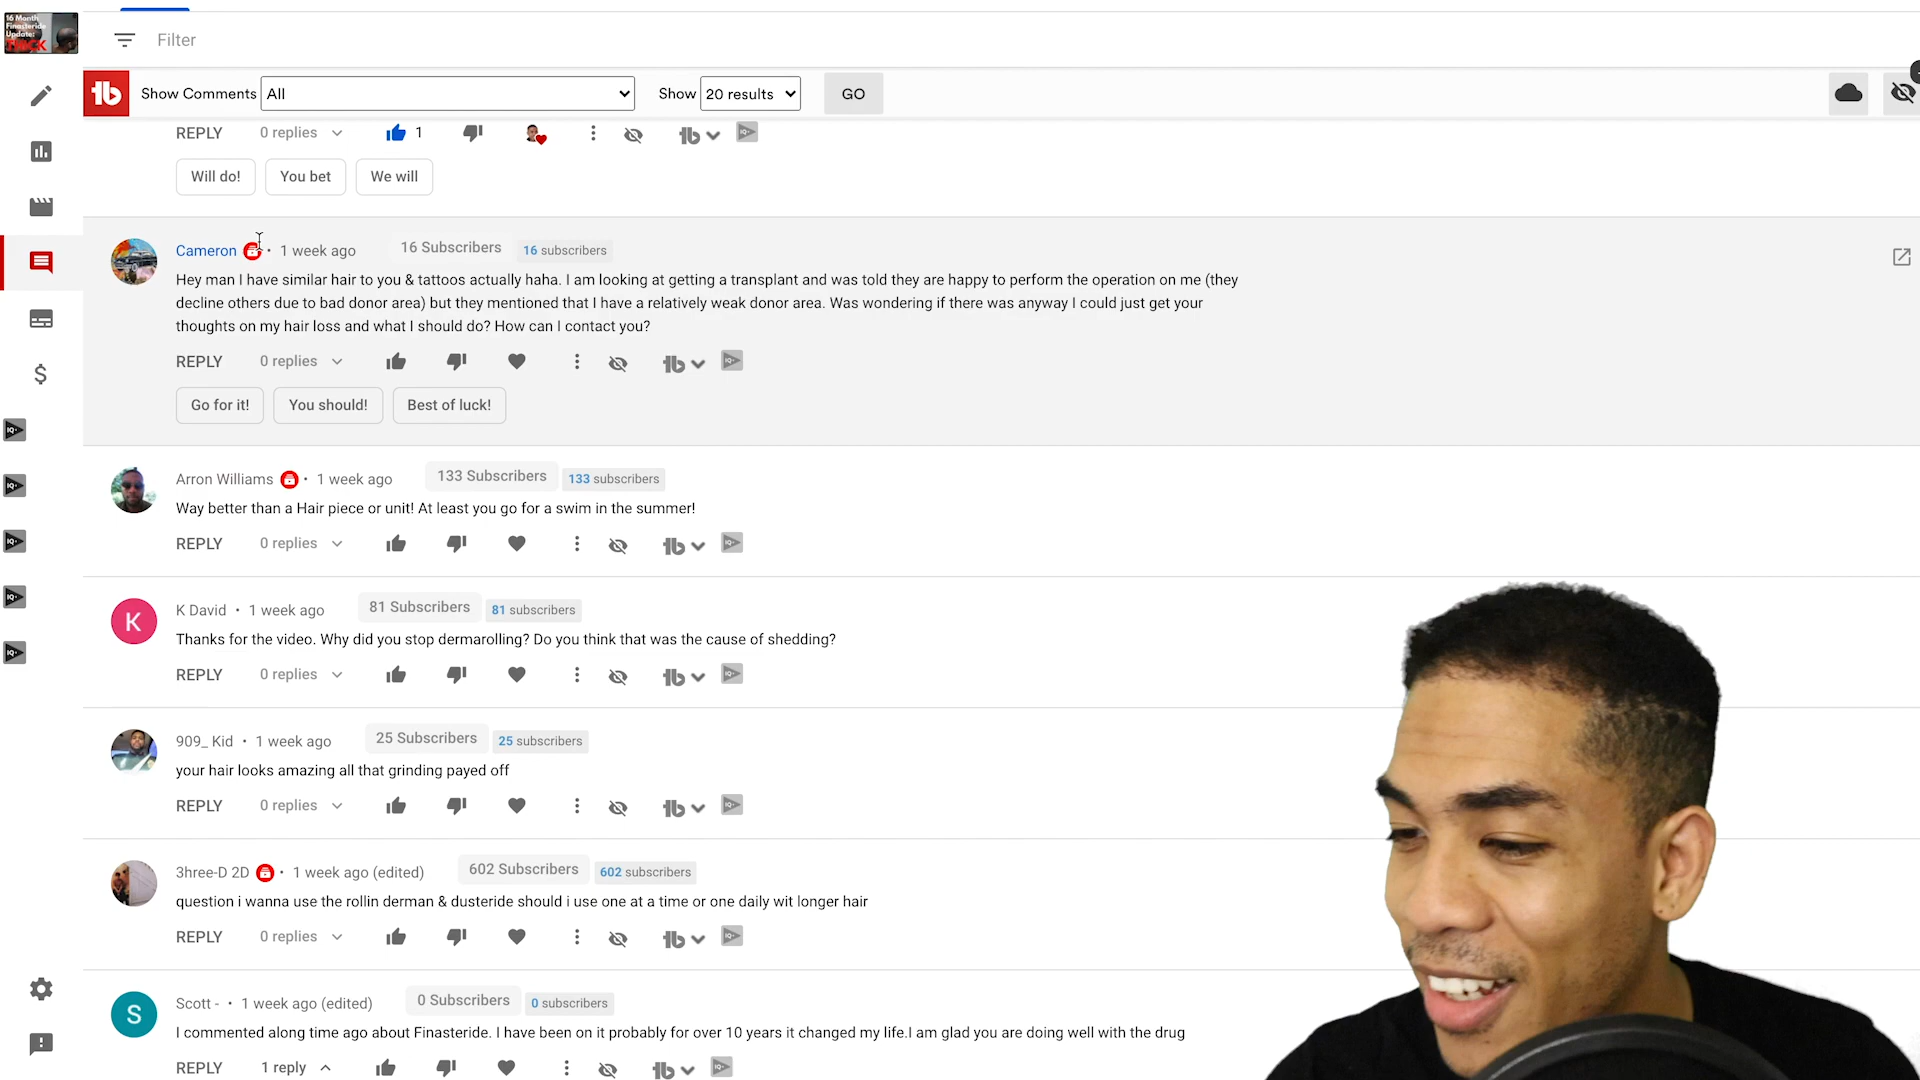 16 Month
Finasteride
Update:
Filter
Show Comments All Show 20 results GO
REPLY 0 replies 1
Will do! You bet We will
Cameron • 1 week ago 16 Subscribers 16 subscribers
Hey man I have similar hair to you & tattoos actually haha. I am looking at getting a transplant and was told they are happy to perform the operation on me (they
decline others due to bad donor area) but they mentioned that I have a relatively weak donor area. Was wondering if there was anyway I could just get your
thoughts on my hair loss and what I should do? How can I contact you?
REPLY 0 replies
Go for it! You should! Best of luck!
Arron Williams • 1 week ago 133 Subscribers 133 subscribers
Way better than a Hair piece or unit! At least you go for a swim in the summer!
REPLY 0 replies
K
K David • 1 week ago 81 Subscribers 81 subscribers
Thanks for the video. Why did you stop dermarolling? Do you think that was the cause of shedding?
REPLY 0 replies
909_ Kid • 1 week ago 25 Subscribers 25 subscribers
your hair looks amazing all that grinding payed off
REPLY 0 replies
3hree-D 2D • 1 week ago (edited) 602 Subscribers 602 subscribers
question i wanna use the rollin derman & dusteride should i use one at a time or one daily wit longer hair
REPLY 0 replies
S
Scott - • 1 week ago (edited) 0 Subscribers 0 subscribers
I commented along time ago about Finasteride. I have been on it probably for over 10 years it changed my life.I am glad you are doing well with the drug
REPLY 1 reply